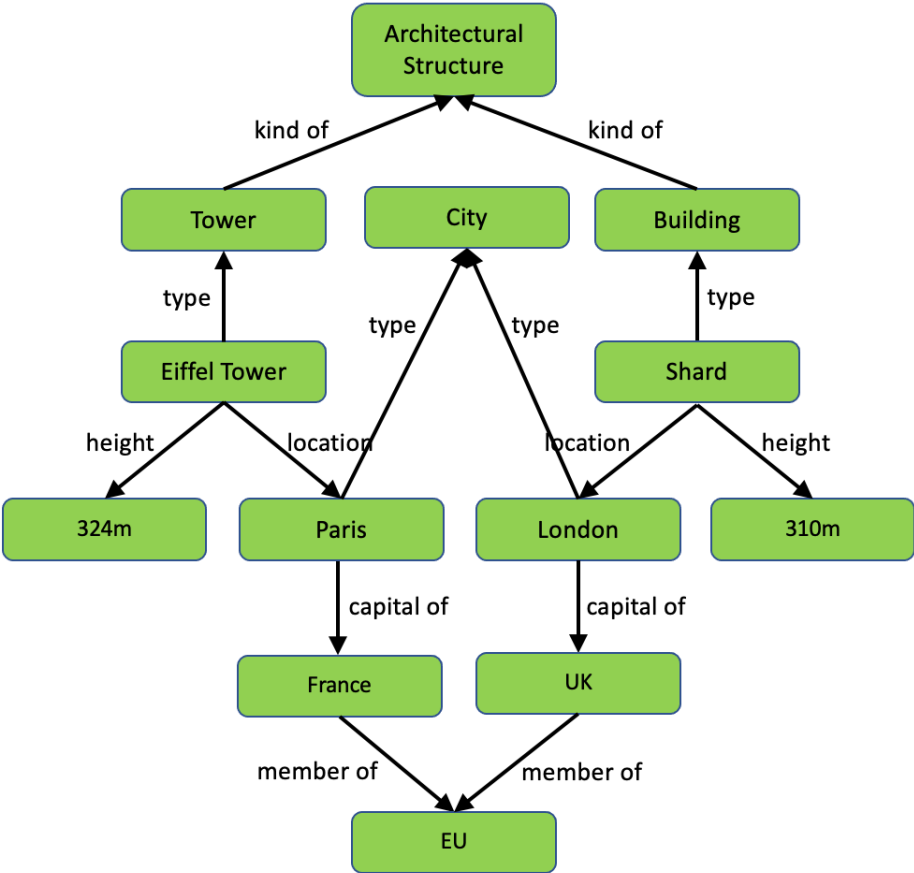 Architectural
Structure
kind of
kind of
Tower
City
Building
type
type
type
type
Eiffel Tower
Shard
height
location
location
height
324m
Paris
London
310m
capital of
capital of
France
UK
member of
member of
EU